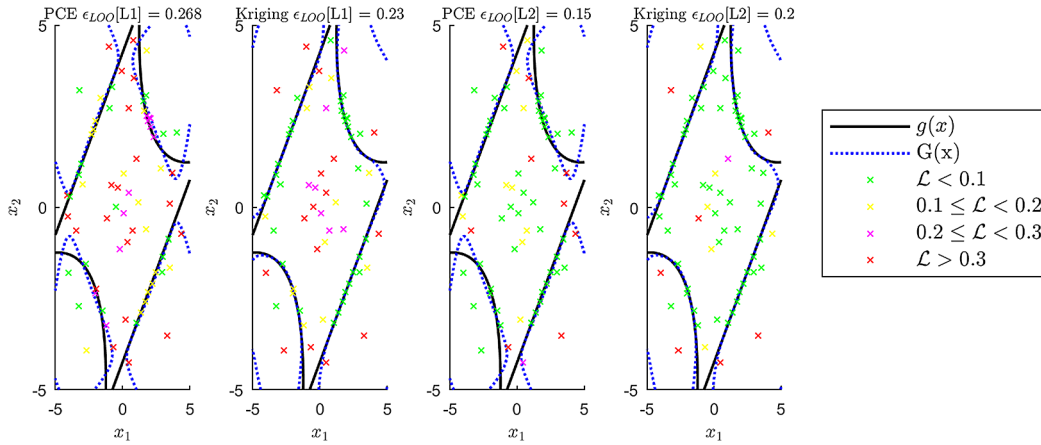 PCE ϵ_LOO[L1] = 0.268
Kriging ϵ_LOO[L1] = 0.23
PCE ϵ_LOO[L2] = 0.15
Kriging ϵ_LOO[L2] = 0.2
5
x_2
0
-5
-5 0 5
x_1
5
x_2
0
-5
-5 0 5
x_1
5
x_2
0
-5
-5 0 5
x_1
5
x_2
0
-5
-5 0 5
x_1
g(x)
G(x)
ℒ < 0.1
0.1 ≤ ℒ < 0.2
0.2 ≤ ℒ < 0.3
ℒ > 0.3